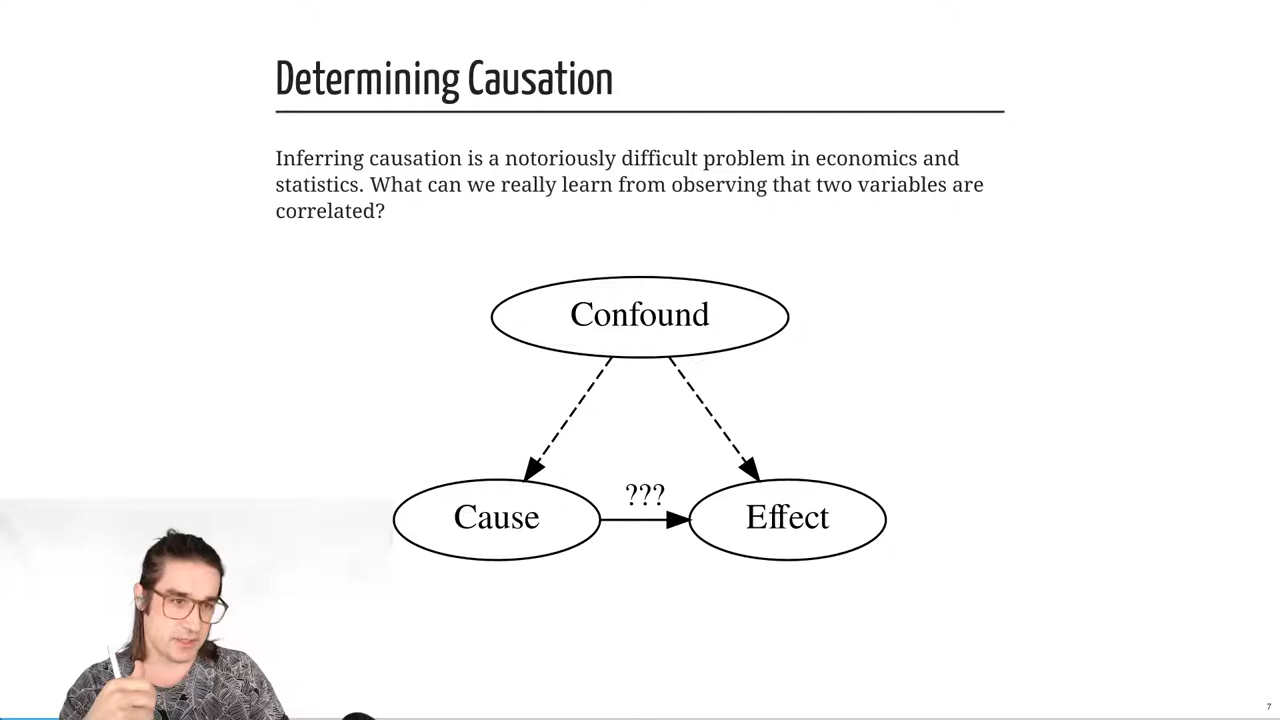 Determining Causation
Inferring causation is a notoriously difficult problem in economics and
statistics. What can we really learn from observing that two variables are
correlated?
Confound
???
Cause
Effect
7